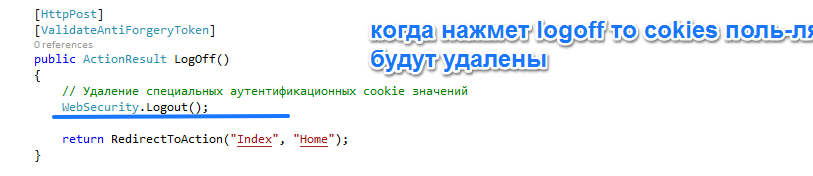 [HttpPost]
[ValidateAntiForgeryToken]
0 references
public ActionResult LogOff()
{
// Удаление специальных аутентификационных cookie значений
WebSecurity.Logout();
return RedirectToAction("Index", "Home");
}
когда нажмет logoff то cokies поль-ля
будут удалены